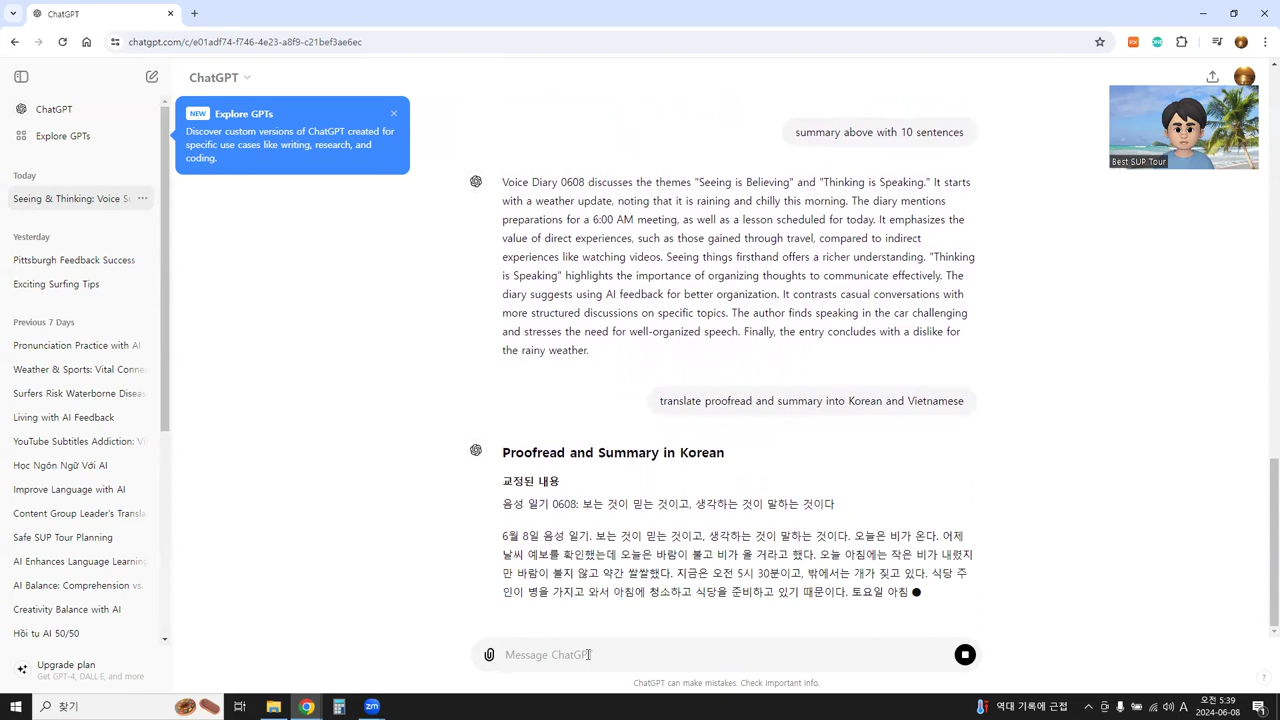 ChatGPT
chatgpt.com/c/e01adf74-f746-4e23-a8f9-c21bef3ae6ec
ChatGPT
ChatGPT
Explore GPTs
NEW Explore GPTs
Discover custom versions of ChatGPT created for
specific use cases like writing, research, and
coding.
Today
Seeing & Thinking: Voice S
Yesterday
Pittsburgh Feedback Success
Exciting Surfing Tips
Previous 7 Days
Pronunciation Practice with AI
Weather & Sports: Vital Conne
Surfers Risk Waterborne Diseas
Living with AI Feedback
YouTube Subtitles Addiction: Vi
Học Ngôn Ngữ Với AI
Improve Language with AI
Content Group Leader's Transla
Safe SUP Tour Planning
AI Enhances Language Learning
AI Balance: Comprehension vs.
Creativity Balance with AI
Hồi tụ AI 50/50
Upgrade plan
Get GPT-4, DALL·E, and more
Best SUP Tour
summary above with 10 sentences
Voice Diary 0608 discusses the themes "Seeing is Believing" and "Thinking is Speaking." It starts
with a weather update, noting that it is raining and chilly this morning. The diary mentions
preparations for a 6:00 AM meeting, as well as a lesson scheduled for today. It emphasizes the
value of direct experiences, such as those gained through travel, compared to indirect
experiences like watching videos. Seeing things firsthand offers a richer understanding. "Thinking
is Speaking" highlights the importance of organizing thoughts to communicate effectively. The
diary suggests using AI feedback for better organization. It contrasts casual conversations with
more structured discussions on specific topics. The author finds speaking in the car challenging
and stresses the need for well-organized speech. Finally, the entry concludes with a dislike for
the rainy weather.
translate proofread and summary into Korean and Vietnamese
Proofread and Summary in Korean
교정된 내용
음성 일기 0608: 보는 것이 믿는 것이고, 생각하는 것이 말하는 것이다
6월 8일 음성 일기. 보는 것이 믿는 것이고, 생각하는 것이 말하는 것이다. 오늘은 비가 온다. 어제
날씨 예보를 확인했는데 오늘은 바람이 불고 비가 올 거라고 했다. 오늘 아침에는 작은 비가 내렸지
만 바람이 불지 않고 약간 쌀쌀했다. 지금은 오전 5시 30분이고, 밖에서는 개가 짖고 있다. 식당 주
인이 병을 가지고 와서 아침에 청소하고 식당을 준비하고 있기 때문이다. 토요일 아침
Message ChatGPT
ChatGPT can make mistakes. Check important info.
?
찾기
zm
역대 기록에 근접
A
오전 5:39
2024-06-08